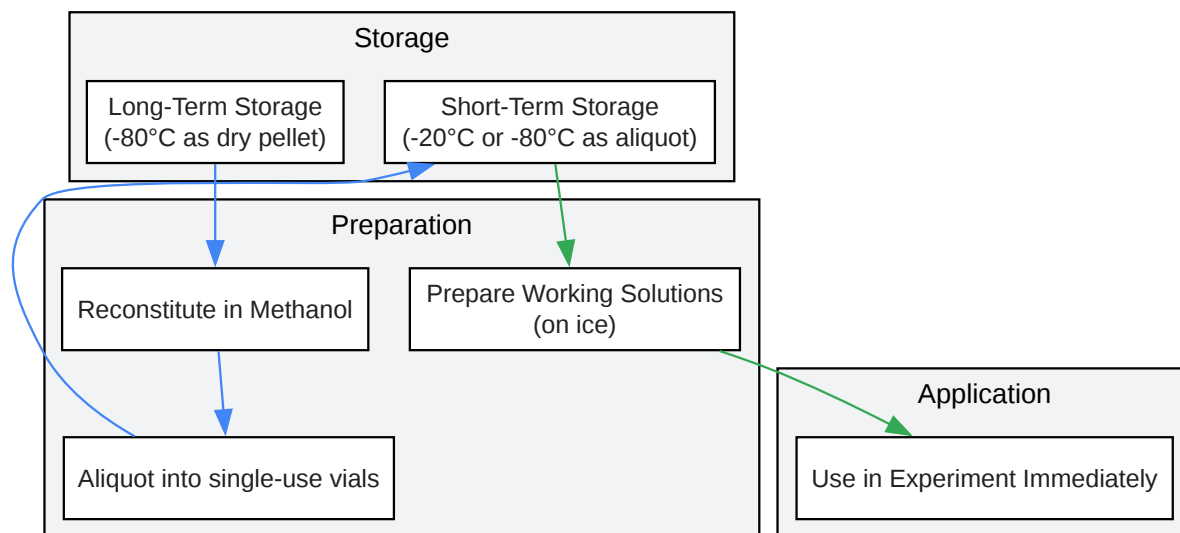 Storage
Long-Term Storage
(-80°C as dry pellet)
Short-Term Storage
(-20°C or -80°C as aliquot)
Preparation
Reconstitute in Methanol
Prepare Working Solutions
(on ice)
Aliquot into single-use vials
Application
Use in Experiment Immediately